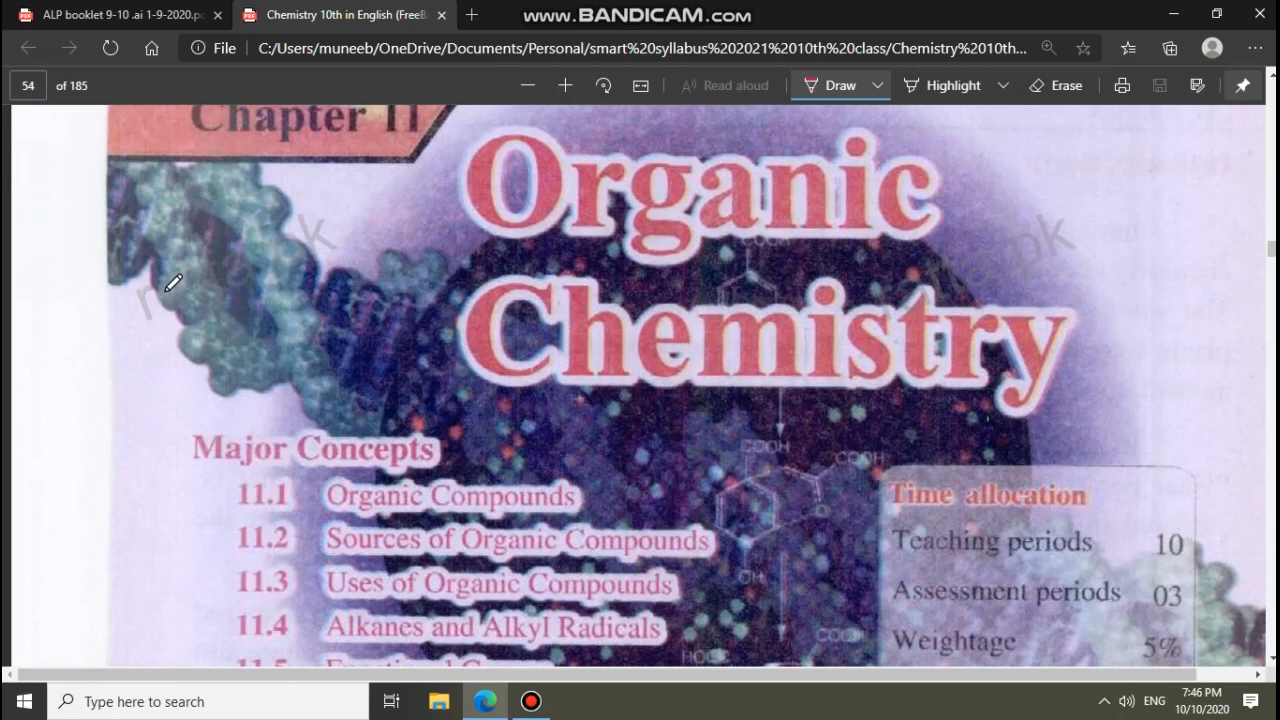 ALP booklet 9-10 .ai 1-9-2020.p
Chemistry 10th in English (FreeB
www.BANDICAM.com
File
C:/Users/muneeb/OneDrive/Documents/Personal/smart%20syllabus%202021%2010th%20class/Chemistry%2010th...
54
of 185
Read aloud
Draw
Highlight
Erase
Chapter 11
Organic
Chemistry
Major Concepts
11.1 Organic Compounds
11.2 Sources of Organic Compounds
11.3 Uses of Organic Compounds
11.4 Alkanes and Alkyl Radicals
Time allocation
Teaching periods 10
Assessment periods 03
Weightage 5%
COOH
COOH
COOH
OH
COOH
HOOC
Type here to search
ENG
7:46 PM
10/10/2020